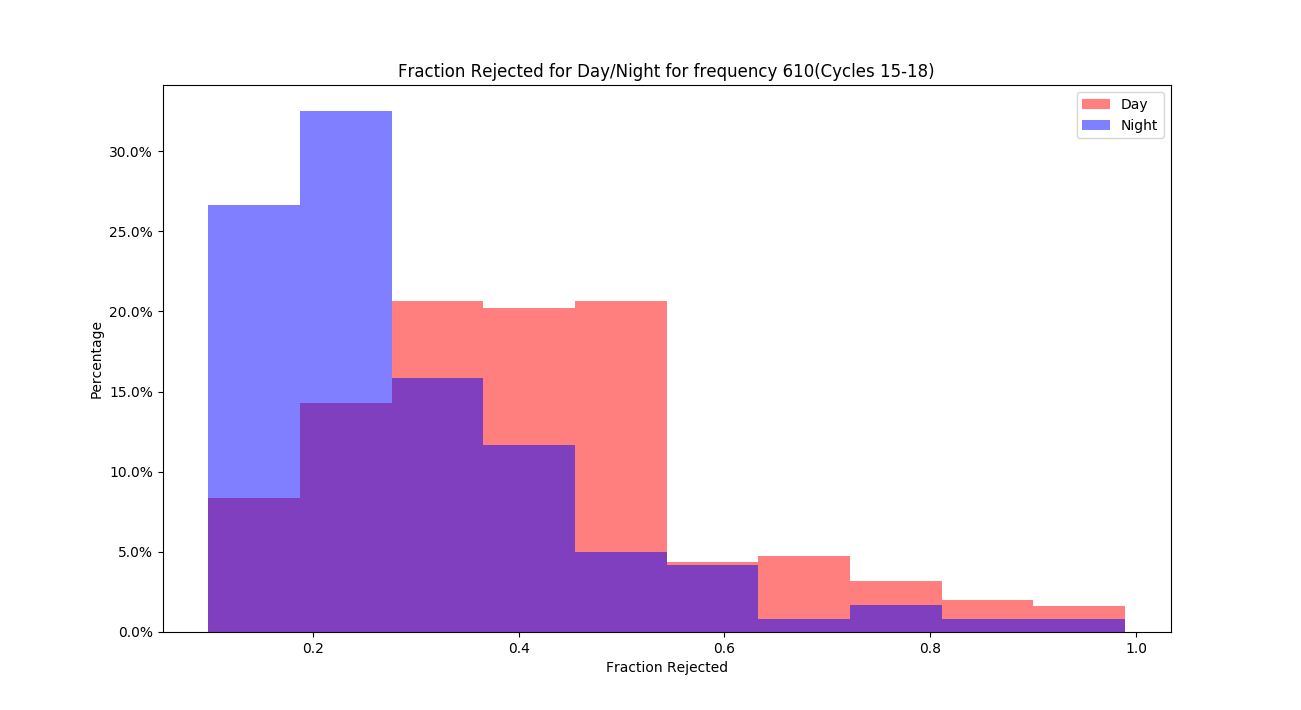 Fraction Rejected for Day/Night for frequency 610(Cycles 15-18)
Day
Night
30.0%
25.0%
20.0%
15.0%
10.0%
5.0%
0.0%
Percentage
0.2 0.4 0.6 0.8 1.0
Fraction Rejected